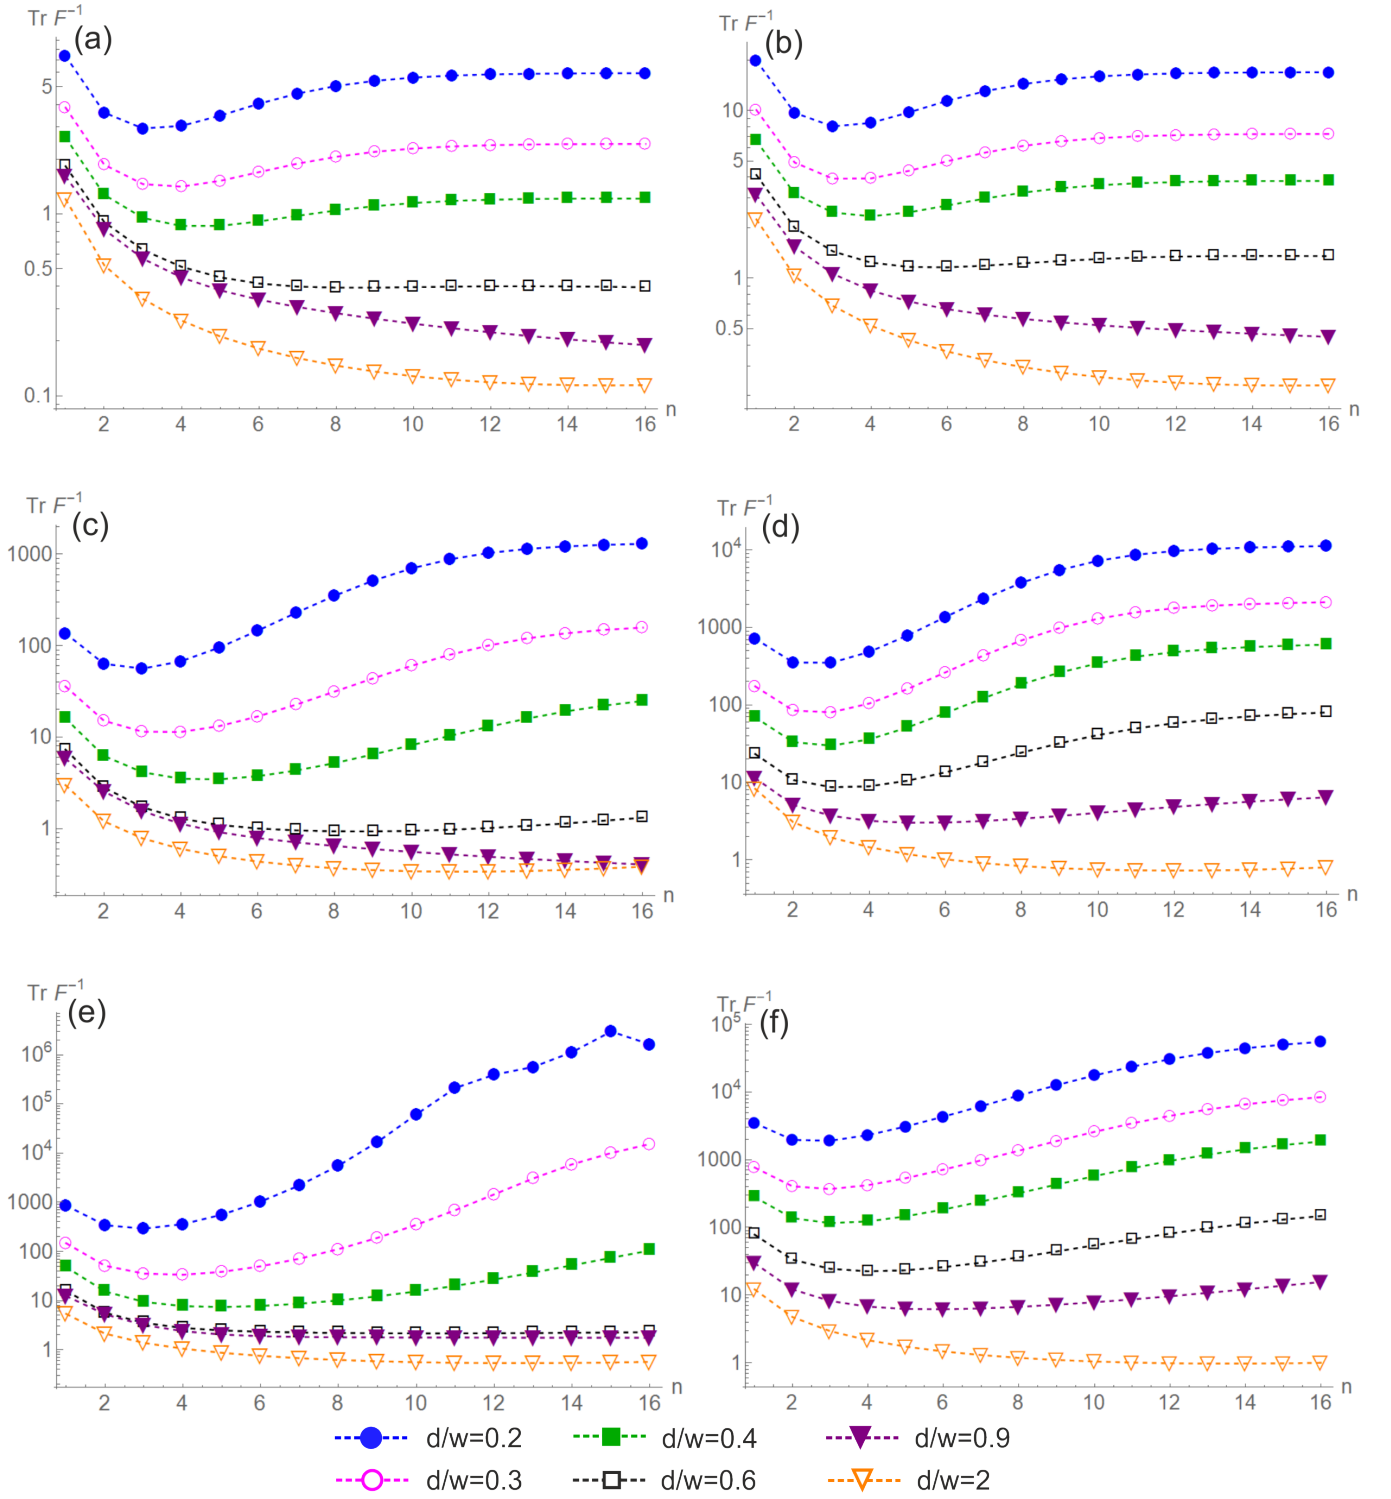 Tr F⁻¹
(a)
5
1
0.5
0.1
2 4 6 8 10 12 14 16 n
Tr F⁻¹
(b)
10
5
1
0.5
2 4 6 8 10 12 14 16 n
Tr F⁻¹
(c)
1000
100
10
1
2 4 6 8 10 12 14 16 n
Tr F⁻¹
(d)
10⁴
1000
100
10
1
2 4 6 8 10 12 14 16 n
Tr F⁻¹
(e)
10⁶
10⁵
10⁴
1000
100
10
1
2 4 6 8 10 12 14 16 n
Tr F⁻¹
(f)
10⁵
10⁴
1000
100
10
1
2 4 6 8 10 12 14 16 n
d/w=0.2 d/w=0.4 d/w=0.9
d/w=0.3 d/w=0.6 d/w=2